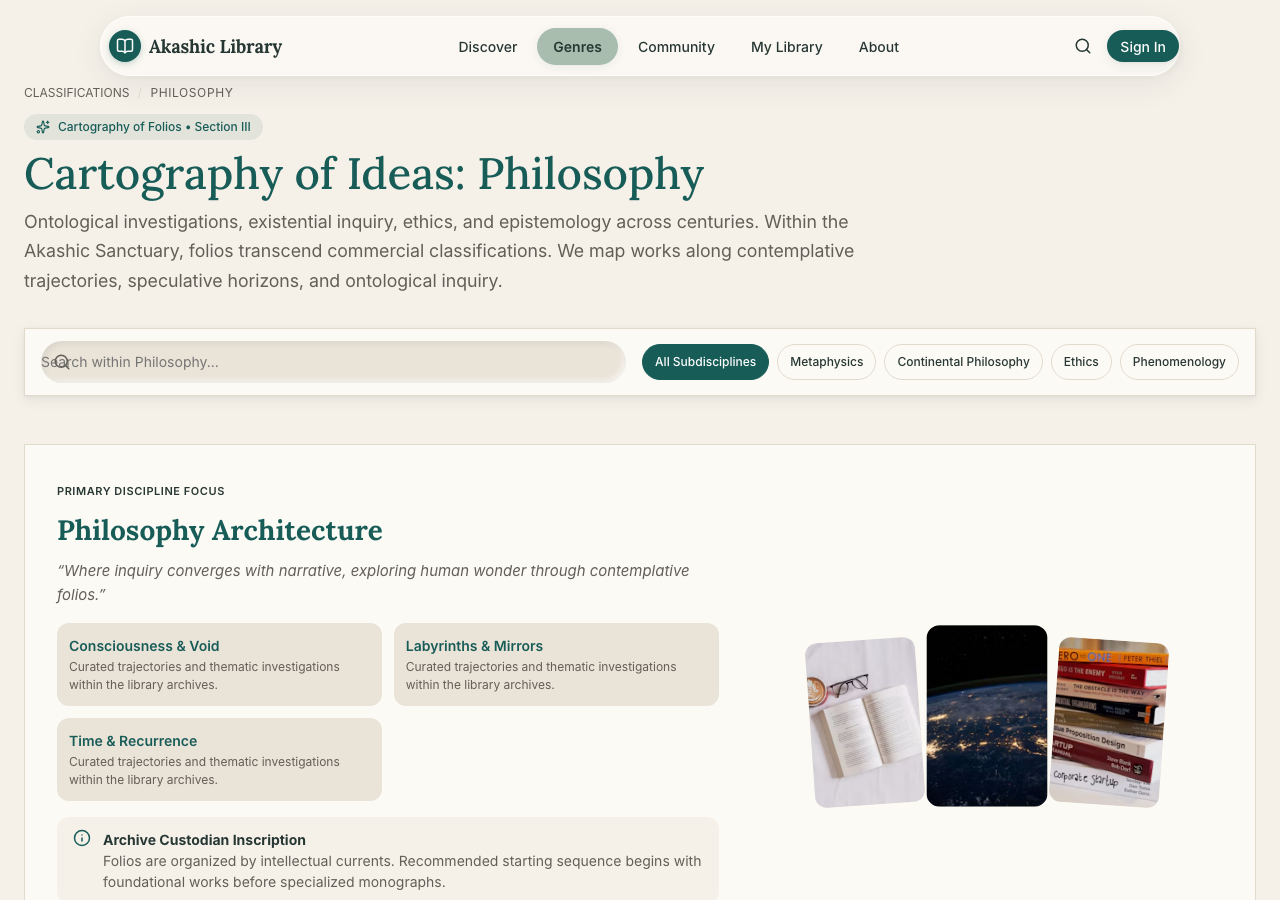 Akashic Library
Discover
Genres
Community
My Library
About
Sign In
CLASSIFICATIONS / PHILOSOPHY
Cartography of Folios • Section III
Cartography of Ideas: Philosophy
Ontological investigations, existential inquiry, ethics, and epistemology across centuries. Within the
Akashic Sanctuary, folios transcend commercial classifications. We map works along contemplative
trajectories, speculative horizons, and ontological inquiry.
Search within Philosophy...
All Subdisciplines
Metaphysics
Continental Philosophy
Ethics
Phenomenology
PRIMARY DISCIPLINE FOCUS
Philosophy Architecture
“Where inquiry converges with narrative, exploring human wonder through contemplative
folios.”
Consciousness & Void
Curated trajectories and thematic investigations
within the library archives.
Labyrinths & Mirrors
Curated trajectories and thematic investigations
within the library archives.
Time & Recurrence
Curated trajectories and thematic investigations
within the library archives.
ERO TO ONE PETER THIEL
O IS THE ENEMY
THE OBSTACLE IS THE WAY
ue Proposition Design
Corporate Startup
Archive Custodian Inscription
Folios are organized by intellectual currents. Recommended starting sequence begins with
foundational works before specialized monographs.